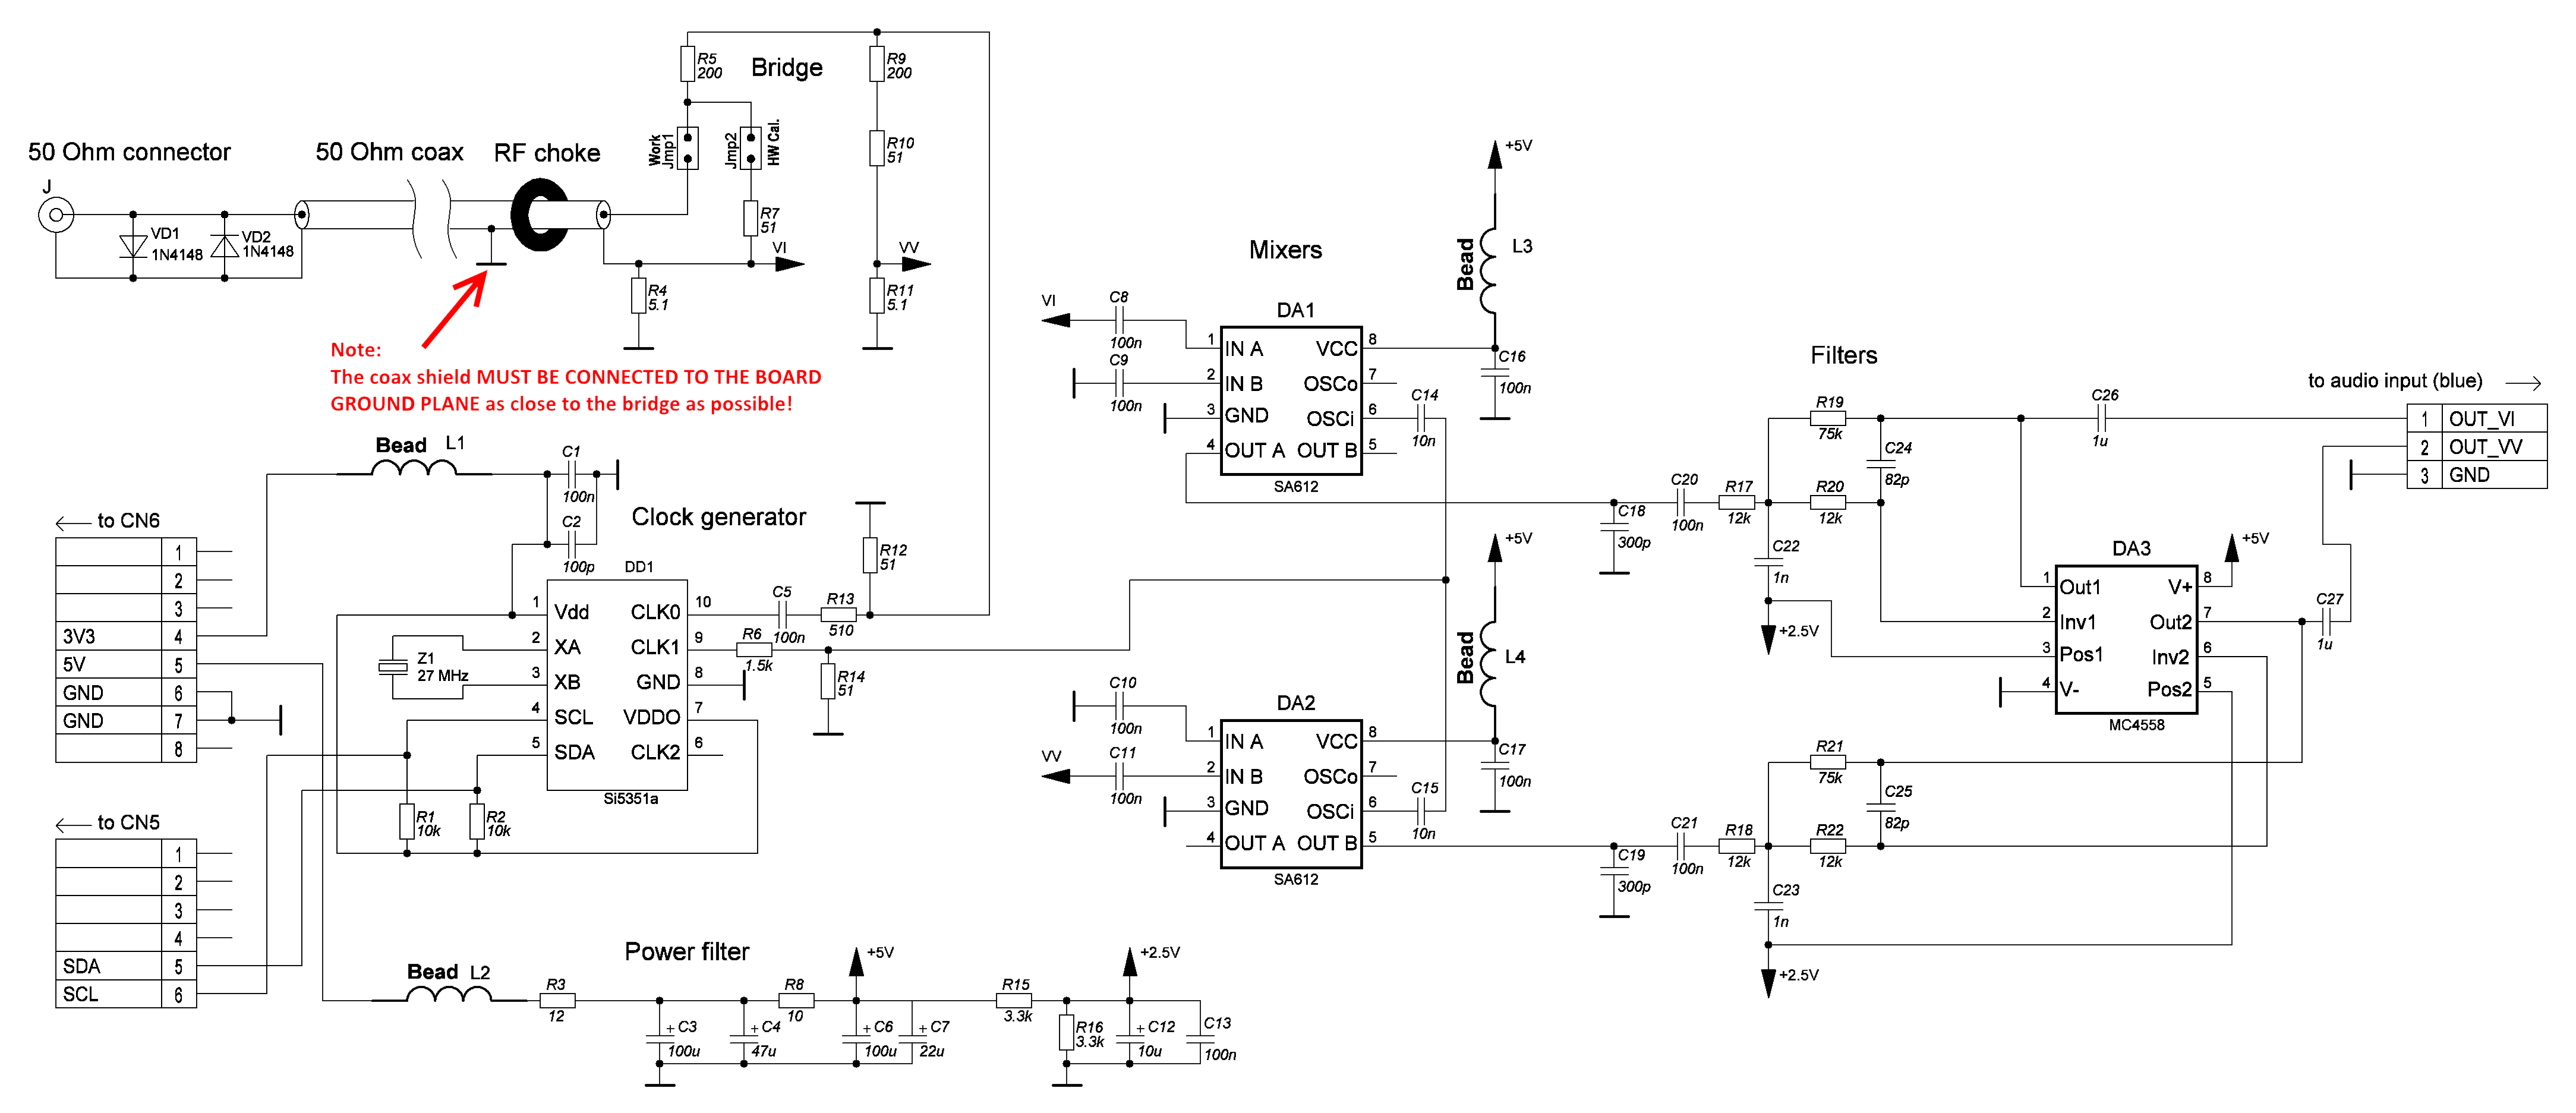 50 Ohm connector
50 Ohm coax
RF choke
Bridge
J
VD1
1N4148
VD2
1N4148
R5
200
Work
Jmp1
Jmp2
HW Cal.
R7
51
VI
R4
5.1
R9
200
R10
51
VV
R11
5.1
Note:
The coax shield MUST BE CONNECTED TO THE BOARD
GROUND PLANE as close to the bridge as possible!
Bead L1
C1
100n
C2
100p
Clock generator
to CN6
1
2
3
3V3 4
5V 5
GND 6
GND 7
8
to CN5
1
2
3
4
SDA 5
SCL 6
Z1
27 MHz
R1
10k
R2
10k
DD1
1 Vdd CLK0 10
2 XA CLK1 9
3 XB GND 8
4 SCL VDDO 7
5 SDA CLK2 6
Si5351a
C5
100n
R13
510
R12
51
R6
1.5k
R14
51
Power filter
Bead L2
R3
12
+ C3
100u
+ C4
47u
R8
10
+5V
+ C6
100u
+ C7
22u
R15
3.3k
R16
3.3k
+2.5V
+ C12
10u
C13
100n
Mixers
VI
C8
100n
C9
100n
DA1
1 IN A VCC 8
2 IN B OSCo 7
3 GND OSCi 6
4 OUT A OUT B 5
SA612
+5V
Bead L3
C16
100n
C14
10n
C10
100n
VV
C11
100n
DA2
1 IN A VCC 8
2 IN B OSCo 7
3 GND OSCi 6
4 OUT A OUT B 5
SA612
+5V
Bead L4
C17
100n
C15
10n
Filters
C18
300p
C20
100n
R17
12k
R19
75k
R20
12k
C24
82p
C22
1n
+2.5V
C26
1u
to audio input (blue)
1 OUT_VI
2 OUT_VV
3 GND
DA3
1 Out1 V+ 8
2 Inv1 Out2 7
3 Pos1 Inv2 6
4 V- Pos2 5
MC4558
+5V
C27
1u
C19
300p
C21
100n
R18
12k
R21
75k
R22
12k
C25
82p
C23
1n
+2.5V